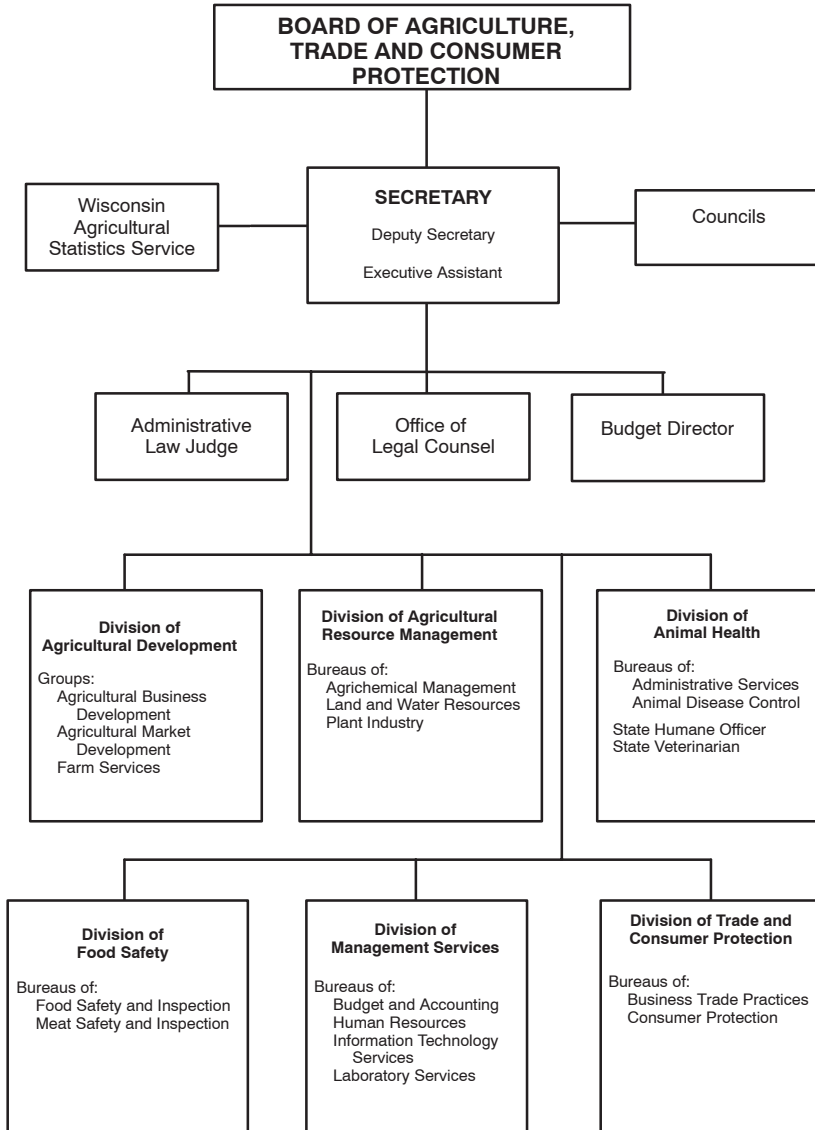 BOARD OF AGRICULTURE,
TRADE AND CONSUMER
PROTECTION
Wisconsin
Agricultural
Statistics Service
SECRETARY
Deputy Secretary
Executive Assistant
Councils
Administrative
Law Judge
Office of
Legal Counsel
Budget Director
Division of
Agricultural Development
Groups:
Agricultural Business
Development
Agricultural Market
Development
Farm Services
Division of Agricultural
Resource Management
Bureaus of:
Agrichemical Management
Land and Water Resources
Plant Industry
Division of
Animal Health
Bureaus of:
Administrative Services
Animal Disease Control
State Humane Officer
State Veterinarian
Division of
Food Safety
Bureaus of:
Food Safety and Inspection
Meat Safety and Inspection
Division of
Management Services
Bureaus of:
Budget and Accounting
Human Resources
Information Technology
Services
Laboratory Services
Division of Trade and
Consumer Protection
Bureaus of:
Business Trade Practices
Consumer Protection